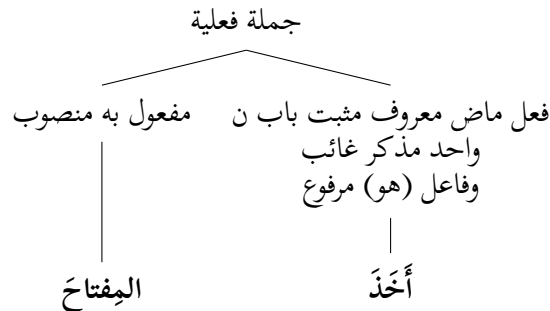 جملة فعلية
فعل ماض معروف مثبت باب ن
واحد مذكر غائب
وفاعل (هو) مرفوع
مفعول به منصوب
أَخَذَ
المِفتاحَ